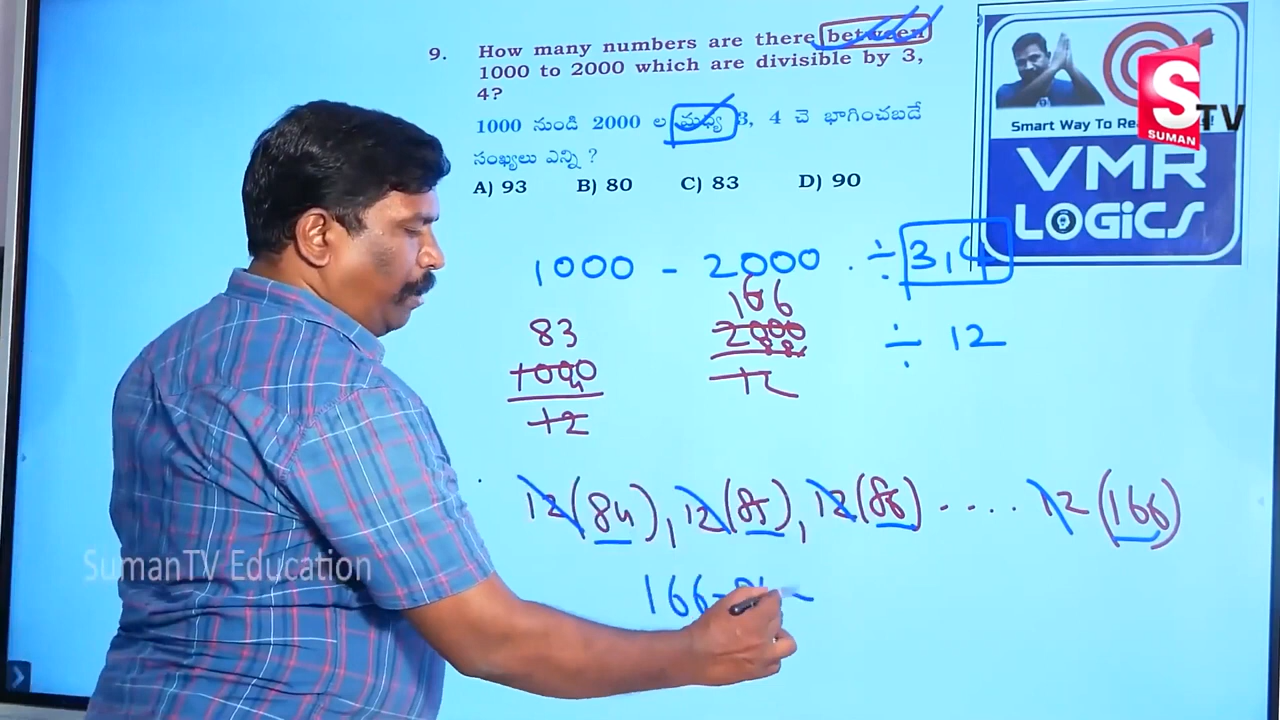 9. How many numbers are there between
1000 to 2000 which are divisible by 3,
4?
1000 నుండి 2000 ల మధ్య 3, 4 చె భాగించబడే
సంఖ్యలు ఎన్ని ?
A) 93 B) 80 C) 83 D) 90
Smart Way To
VMR
LOGiCS
S TV
SUMAN
1000 - 2000 ÷ 3,4
166
83 2000 ÷ 12
1000 12
12
12(84), 12(85), 12(86) .... 12(166)
SumanTV Education
166-